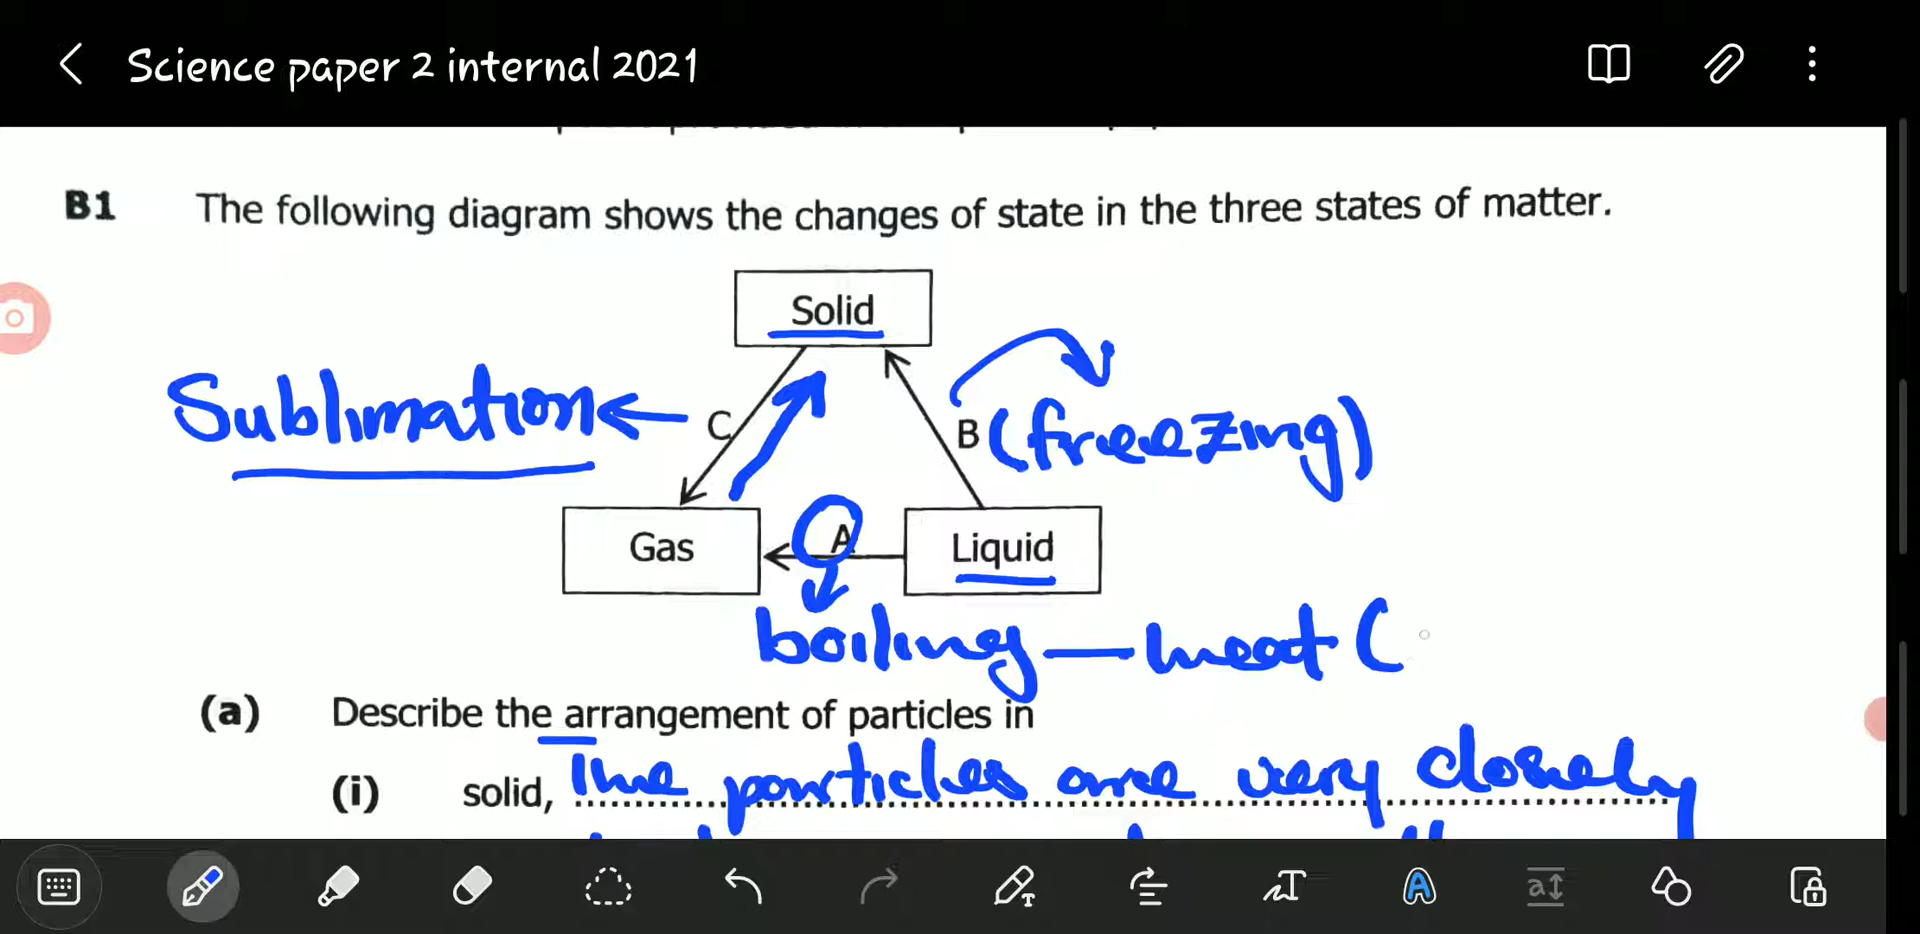 Science paper 2 internal 2021
B1 The following diagram shows the changes of state in the three states of matter.
Solid
Sublimation ← C
B (freezing)
Gas
A
Liquid
boiling — heat (
(a) Describe the arrangement of particles in
(i) solid, The particles are very closely